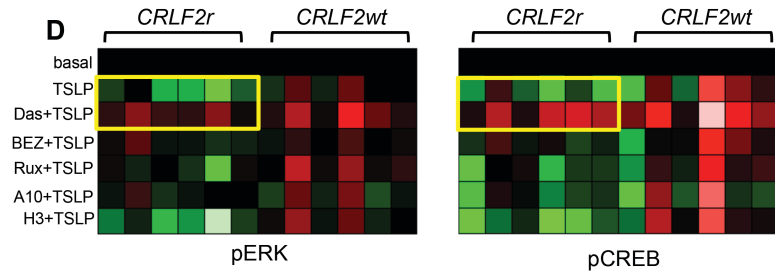 D
CRLF2r CRLF2wt CRLF2r CRLF2wt
basal
TSLP
Das+TSLP
BEZ+TSLP
Rux+TSLP
A10+TSLP
H3+TSLP
pERK pCREB